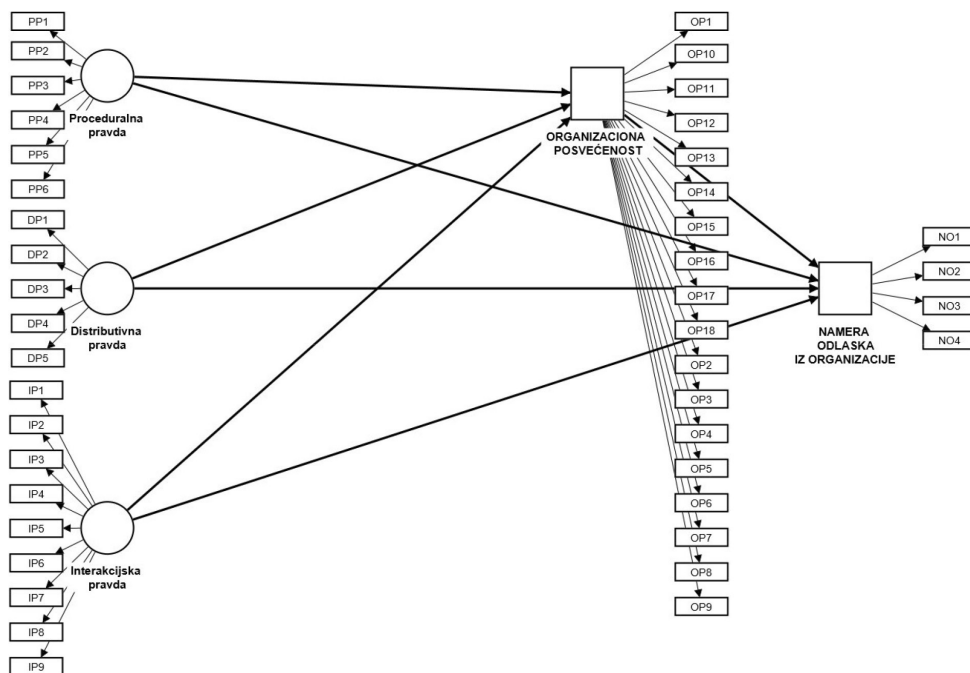 PP1
PP2
PP3
PP4
PP5
PP6
Proceduralna
pravda
DP1
DP2
DP3
DP4
DP5
Distributivna
pravda
IP1
IP2
IP3
IP4
IP5
IP6
IP7
IP8
IP9
Interakcijska
pravda
ORGANIZACIONA
POSVEĆENOST
OP1
OP10
OP11
OP12
OP13
OP14
OP15
OP16
OP17
OP18
OP2
OP3
OP4
OP5
OP6
OP7
OP8
OP9
NAMERA
ODLASKA
IZ ORGANIZACIJE
NO1
NO2
NO3
NO4